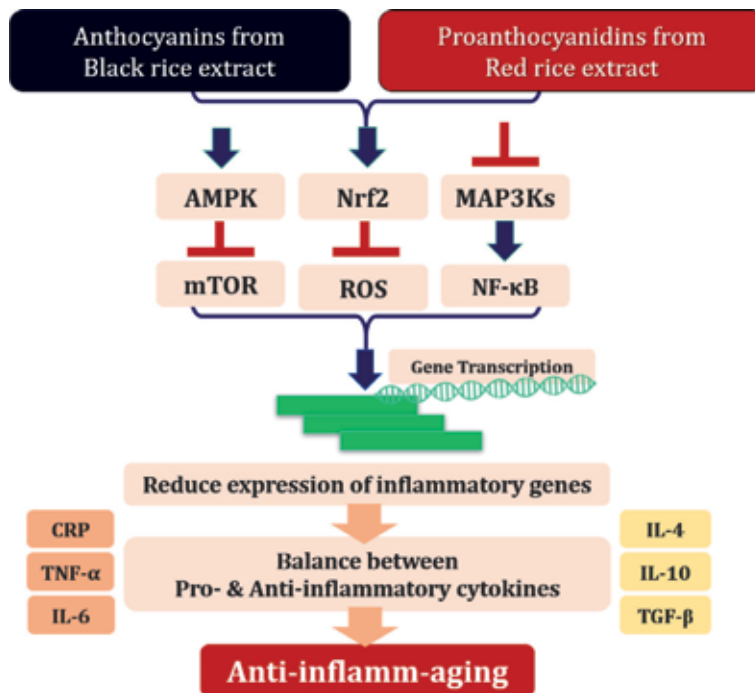 Anthocyanins from
Black rice extract
Proanthocyanidins from
Red rice extract
AMPK
Nrf2
MAP3Ks
mTOR
ROS
NF-κB
Gene Transcription
Reduce expression of inflammatory genes
CRP
TNF-α
IL-6
Balance between
Pro- & Anti-inflammatory cytokines
IL-4
IL-10
TGF-β
Anti-inflamm-aging